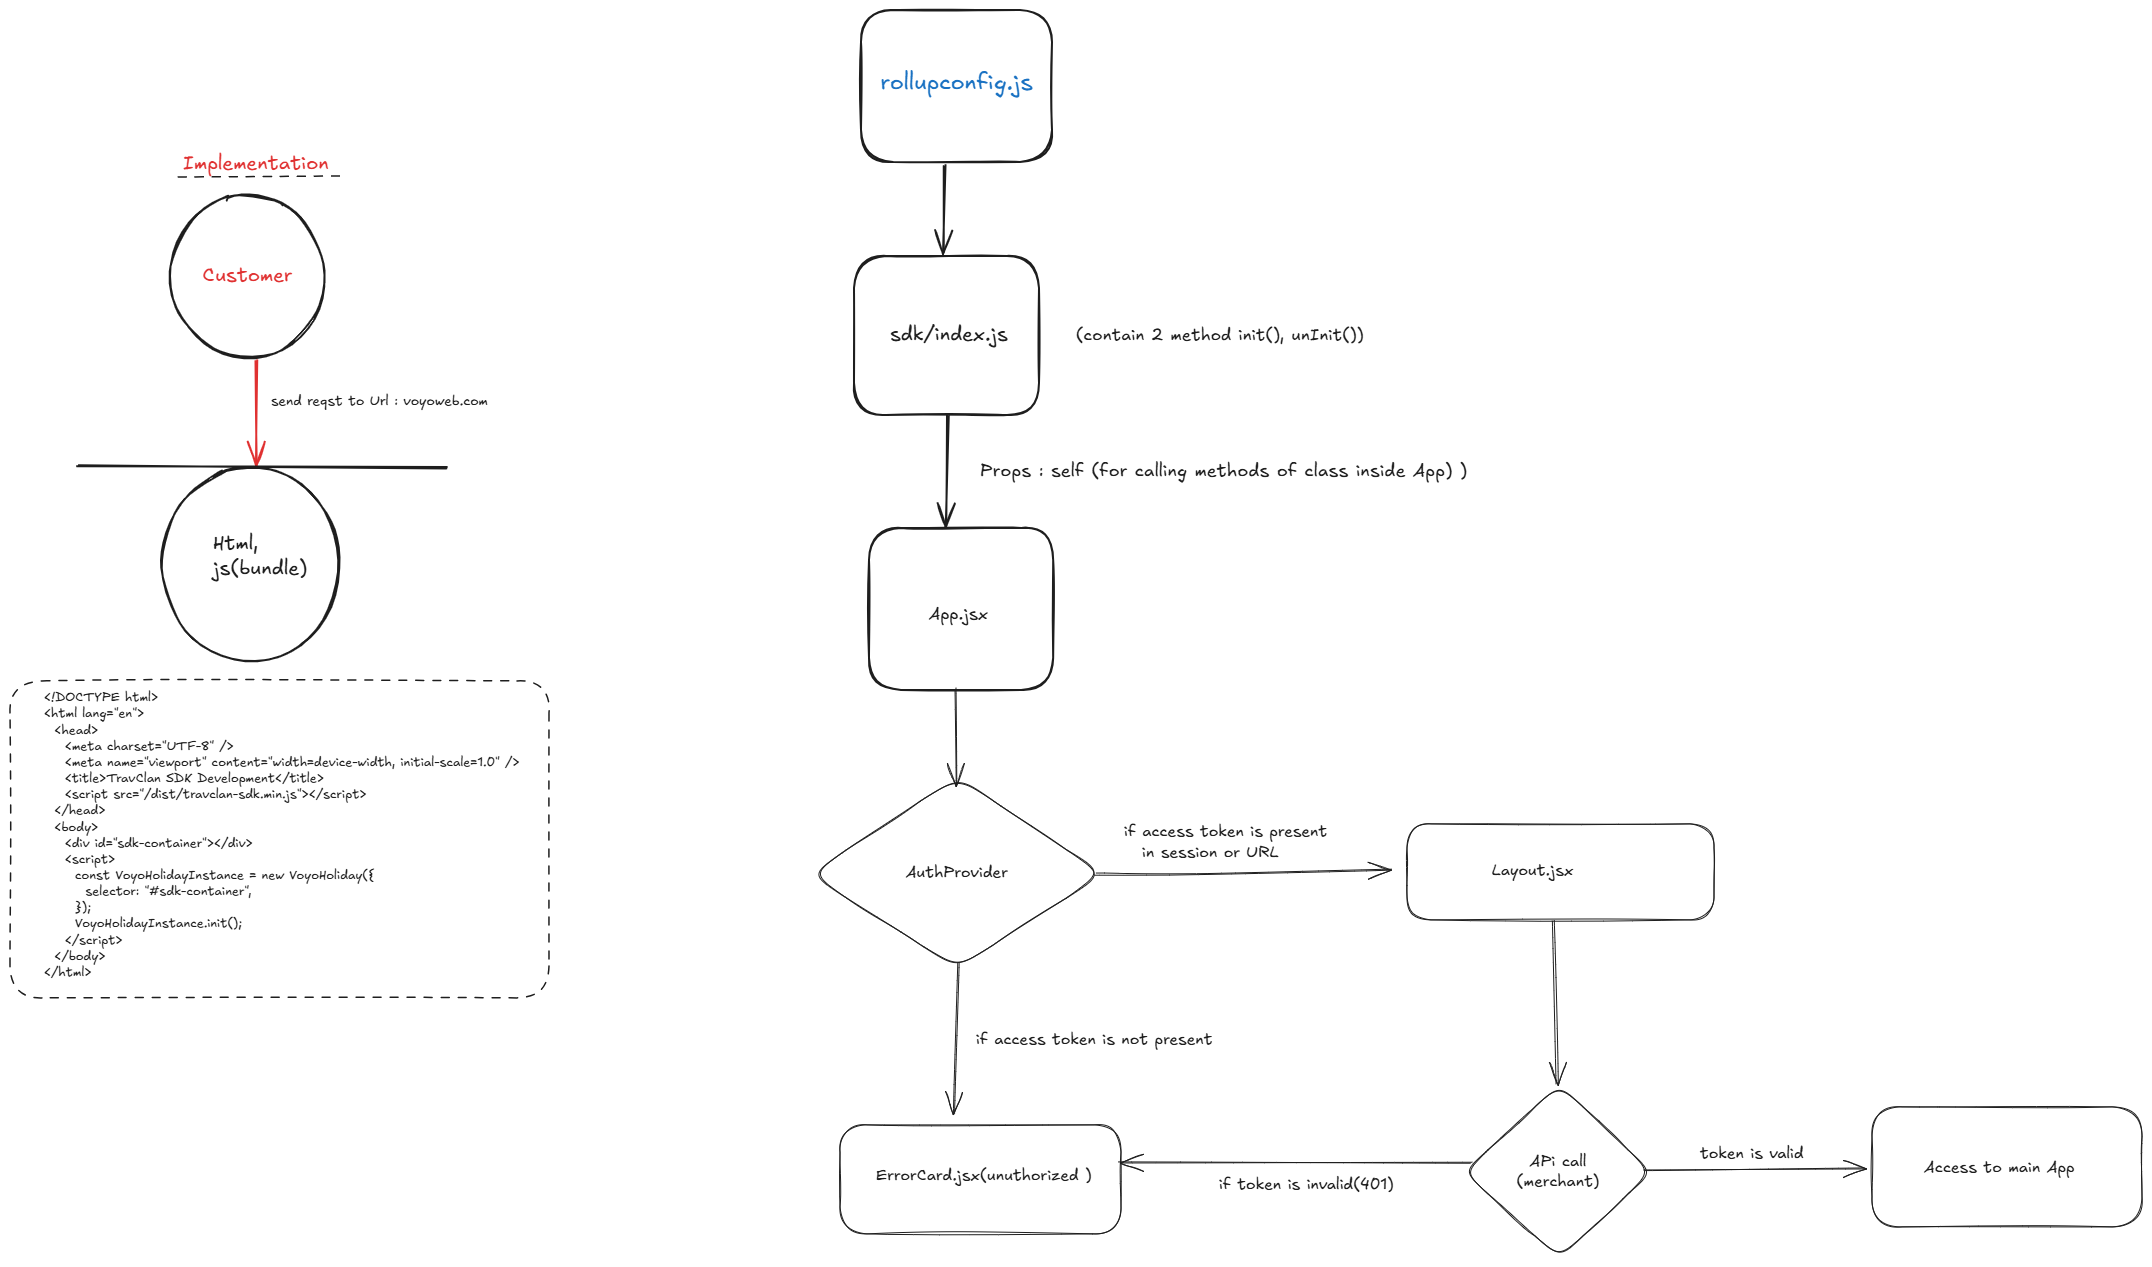 Implementation
Customer
send reqst to Url : voyoweb.com
Html,
js(bundle)
<!DOCTYPE html>
<html lang="en">
<head>
<meta charset="UTF-8" />
<meta name="viewport" content="width=device-width, initial-scale=1.0" />
<title>TravClan SDK Development</title>
<script src="/dist/travclan-sdk.min.js"></script>
</head>
<body>
<div id="sdk-container"></div>
<script>
const VoyoHolidayInstance = new VoyoHoliday({
selector: "#sdk-container",
});
VoyoHolidayInstance.init();
</script>
</body>
</html>
rollupconfig.js
sdk/index.js
(contain 2 method init(), unInit())
Props : self (for calling methods of class inside App) )
App.jsx
AuthProvider
if access token is present
in session or URL
Layout.jsx
if access token is not present
ErrorCard.jsx(unuthorized )
if token is invalid(401)
APi call
(merchant)
token is valid
Access to main App